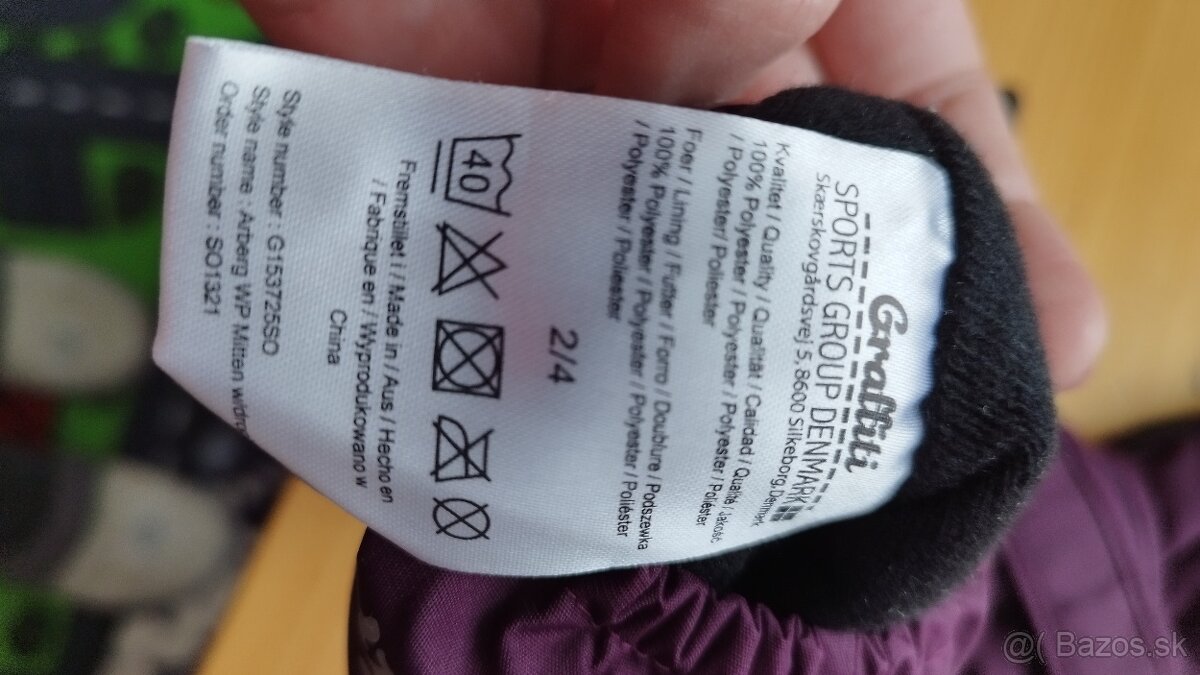 Graffiti
SPORTS GROUP DENMARK
Skærskovgårdsvej 5, 8600 Silkeborg, Denmark
Kvalitet / Quality / Qualität / Calidad / Qualité / Jakość
100% Polyester / Polyester / Polyester / Poliéster
/ Polyester/ Poliester
Foer / Lining / Futter / Forro / Doublure / Podszewka
100% Polyester / Polyester / Polyester / Poliéster
/ Polyester / Poliester
2/4
40
Fremstillet i / Made in / Aus / Hecho en
/ Fabrique en / Wyprodukowano w
China
Style number : G153725SO
Style name : Arberg WP Mitten w/dra
Order number : SO1321
@( Bazos.sk